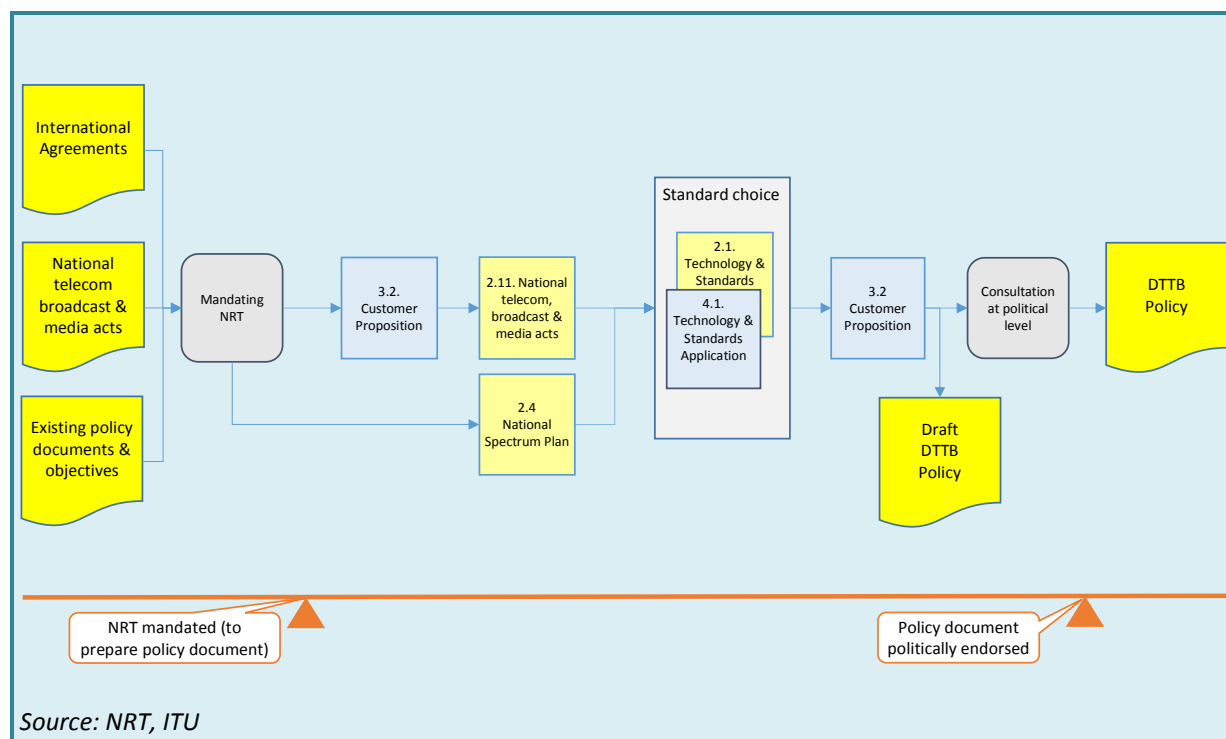 International
Agreements
National
telecom
broadcast &
media acts
Existing policy
documents &
objectives
Mandating
NRT
3.2.
Customer
Proposition
2.11. National
telecom,
broadcast &
media acts
2.4
National
Spectrum Plan
Standard choice
2.1.
Technology &
Standards
4.1.
Technology &
Standards
Application
3.2
Customer
Proposition
Consultation
at political
level
DTTB
Policy
Draft
DTTB
Policy
NRT mandated (to
prepare policy document)
Policy document
politically endorsed
Source: NRT, ITU